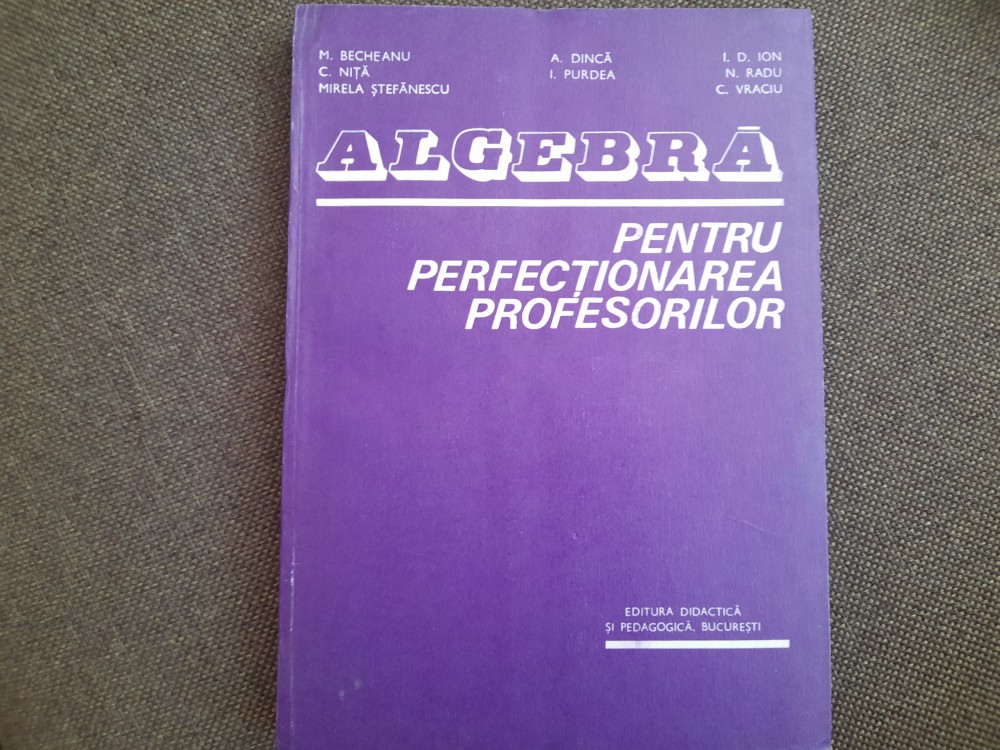 M. BECHEANU
C. NIȚĂ
MIRELA ȘTEFĂNESCU
A. DINCĂ
I. PURDEA
I. D. ION
N. RADU
C. VRACIU
ALGEBRĂ
PENTRU
PERFECȚIONAREA
PROFESORILOR
EDITURA DIDACTICĂ
ȘI PEDAGOGICĂ, BUCUREȘTI